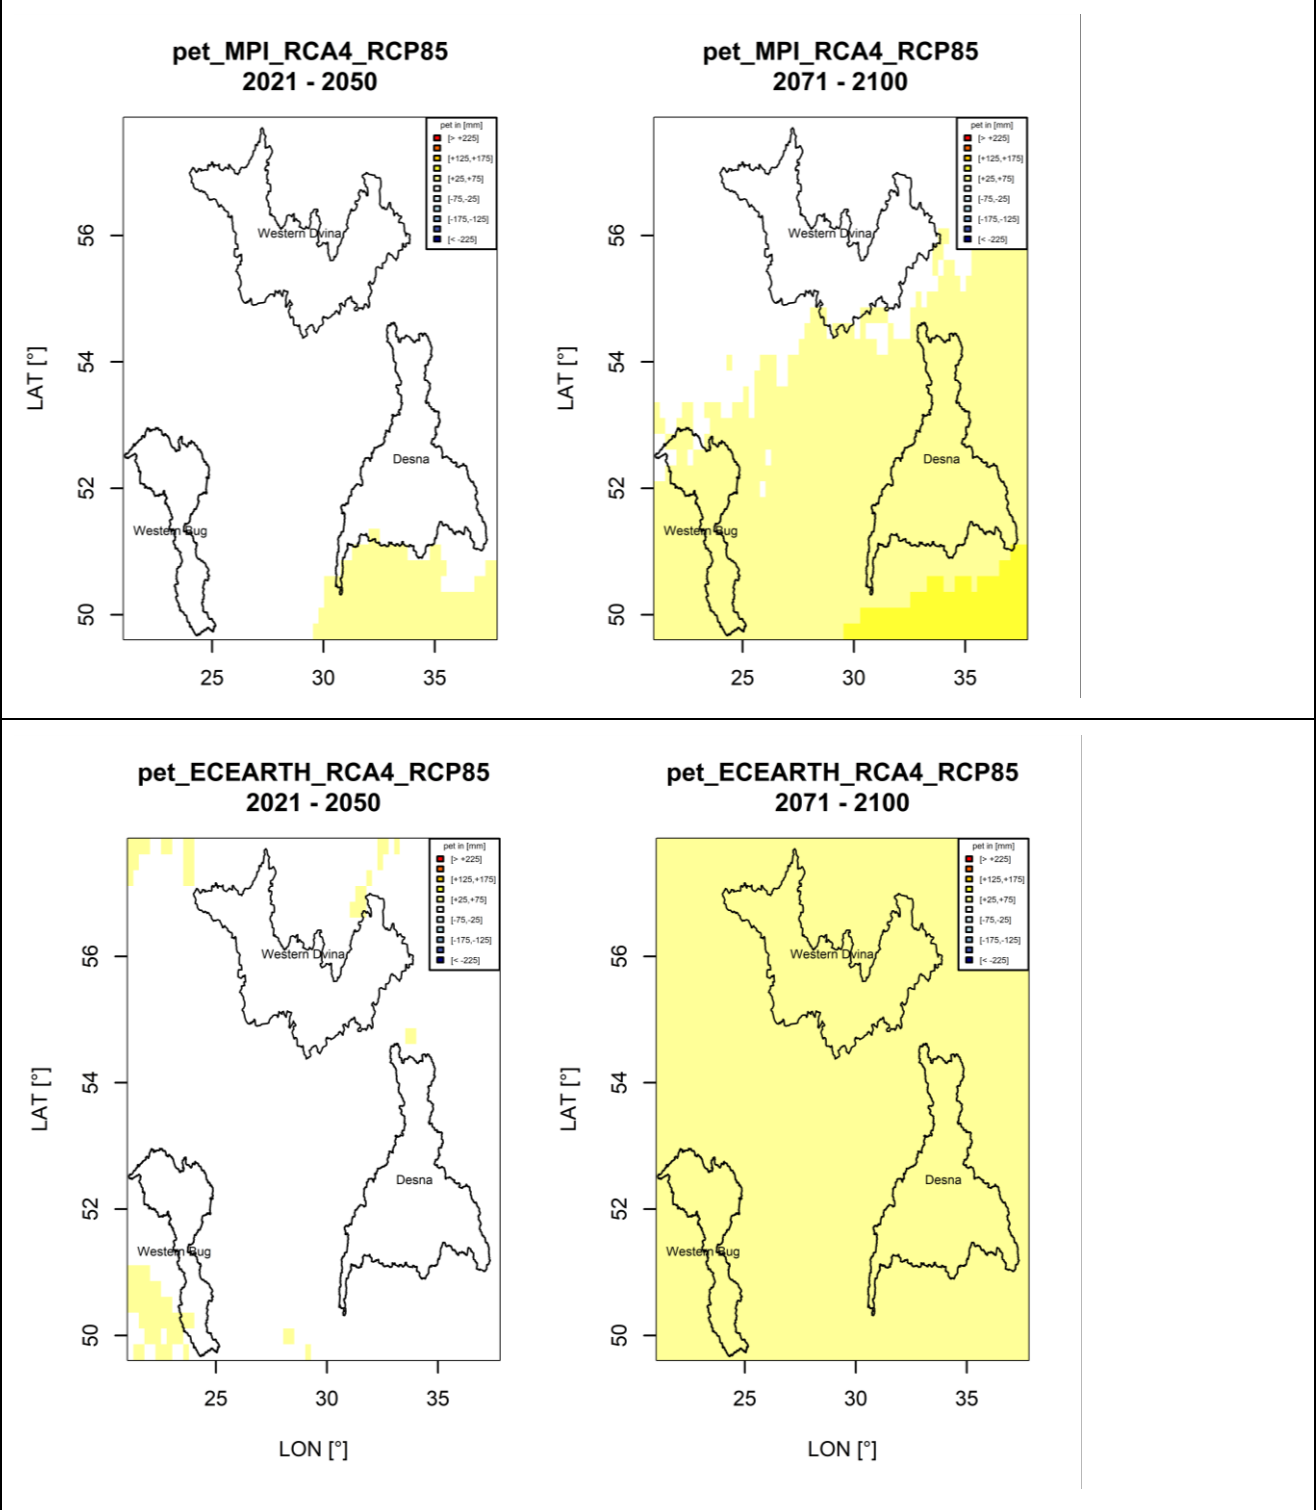 pet_MPI_RCA4_RCP85
2021 - 2050
pet in [mm]
[> +225]
[+125,+175]
[+25,+75]
[-75,-25]
[-175,-125]
[< -225]
Western Dvina
Desna
Western Bug
LAT [°]
56
54
52
50
25 30 35
pet_MPI_RCA4_RCP85
2071 - 2100
pet in [mm]
[> +225]
[+125,+175]
[+25,+75]
[-75,-25]
[-175,-125]
[< -225]
Western Dvina
Desna
Western Bug
LAT [°]
56
54
52
50
25 30 35
pet_ECEARTH_RCA4_RCP85
2021 - 2050
pet in [mm]
[> +225]
[+125,+175]
[+25,+75]
[-75,-25]
[-175,-125]
[< -225]
Western Dvina
Desna
Western Bug
LAT [°]
56
54
52
50
25 30 35
LON [°]
pet_ECEARTH_RCA4_RCP85
2071 - 2100
pet in [mm]
[> +225]
[+125,+175]
[+25,+75]
[-75,-25]
[-175,-125]
[< -225]
Western Dvina
Desna
Western Bug
LAT [°]
56
54
52
50
25 30 35
LON [°]